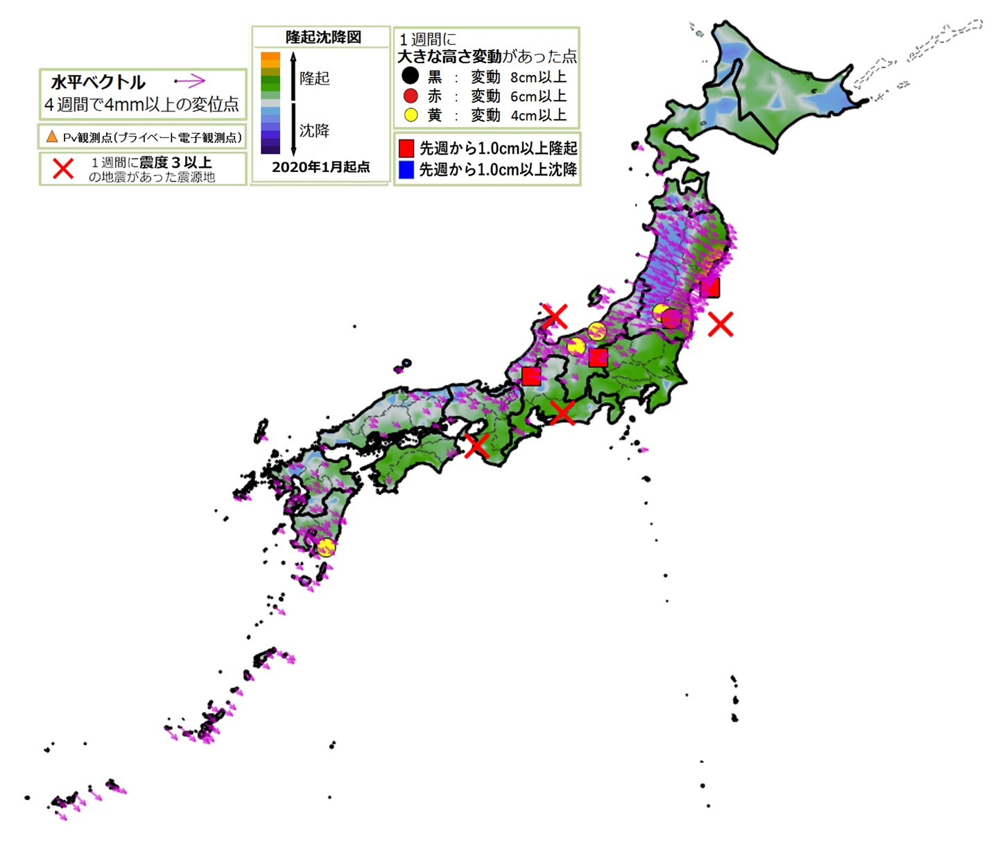 水平ベクトル
４週間で4mm以上の変位点
Pv観測点(プライベート電子観測点)
１週間に震度３以上
の地震があった震源地
隆起沈降図
隆起
沈降
2020年1月起点
１週間に
大きな高さ変動があった点
黒 ： 変動 8cm以上
赤 ： 変動 6cm以上
黄 ： 変動 4cm以上
先週から1.0cm以上隆起
先週から1.0cm以上沈降